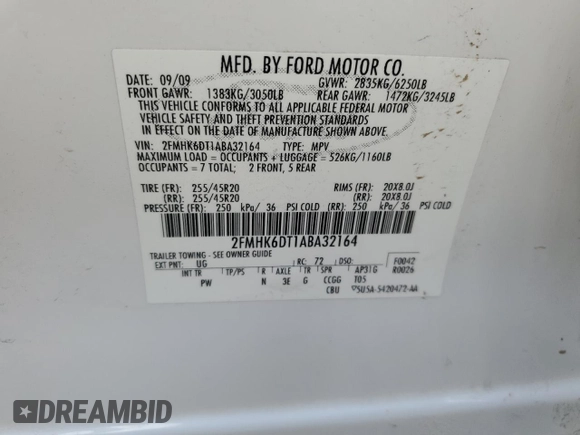 MFD. BY FORD MOTOR CO.
DATE: 09/09 GVWR: 2835KG/6250LB
FRONT GAWR: 1383KG/3050LB REAR GAWR: 1472KG/3245LB
THIS VEHICLE CONFORMS TO ALL APPLICABLE FEDERAL MOTOR
VEHICLE SAFETY AND THEFT PREVENTION STANDARDS
IN EFFECT ON THE DATE OF MANUFACTURE SHOWN ABOVE.
VIN: 2FMHK6DT1ABA32164 TYPE: MPV
MAXIMUM LOAD = OCCUPANTS + LUGGAGE = 526KG/1160LB
OCCUPANTS = 7 TOTAL: 2 FRONT, 5 REAR
TIRE (FR): 255/45R20 RIMS (FR): 20X8.0J
(RR): 255/45R20 (RR): 20X8.0J
PRESSURE (FR): 250 kPa/ 36 PSI COLD (RR): 250 kPa/ 36 PSI COLD
2FMHK6DT1ABA32164
TRAILER TOWING - SEE OWNER GUIDE
EXT PNT: UG RC: 72 DSO: F0042
INT TR TP/PS R AXLE TR SPR AP31G R0026
PW N 3E G CCGG T05
CBU ▽5U5A-5420472-AA
DREAMBID